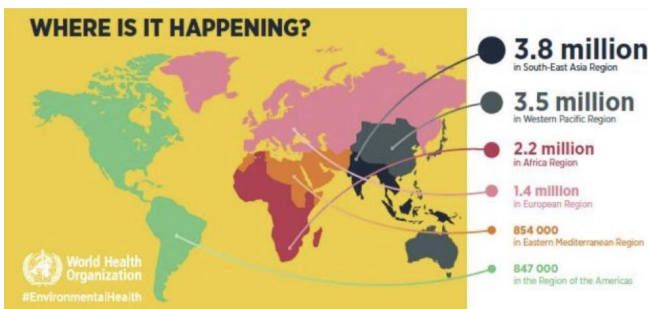 WHERE IS IT HAPPENING?
3.8 million
in South-East Asia Region
3.5 million
in Western Pacific Region
2.2 million
in Africa Region
1.4 million
in European Region
854 000
in Eastern Mediterranean Region
847 000
in the Region of the Americas
World Health
Organization
#EnvironmentalHealth